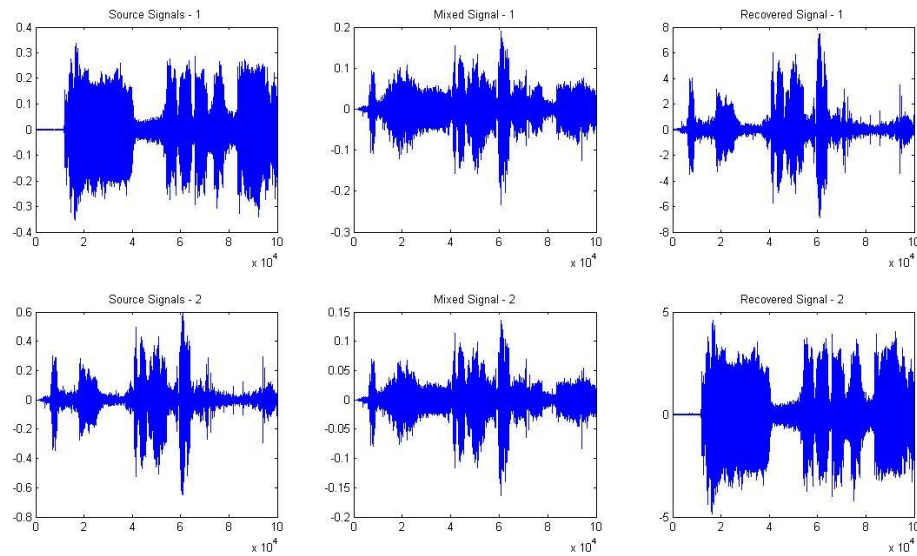 Source Signals - 1
0.4
0.3
0.2
0.1
0
-0.1
-0.2
-0.3
-0.4
0 2 4 6 8 10
x 10^4
Mixed Signal - 1
0.2
0.1
0
-0.1
-0.2
-0.3
0 2 4 6 8 10
x 10^4
Recovered Signal - 1
8
6
4
2
0
-2
-4
-6
-8
0 2 4 6 8 10
x 10^4
Source Signals - 2
0.6
0.4
0.2
0
-0.2
-0.4
-0.6
-0.8
0 2 4 6 8 10
x 10^4
Mixed Signal - 2
0.15
0.1
0.05
0
-0.05
-0.1
-0.15
-0.2
0 2 4 6 8 10
x 10^4
Recovered Signal - 2
5
0
-5
0 2 4 6 8 10
x 10^4